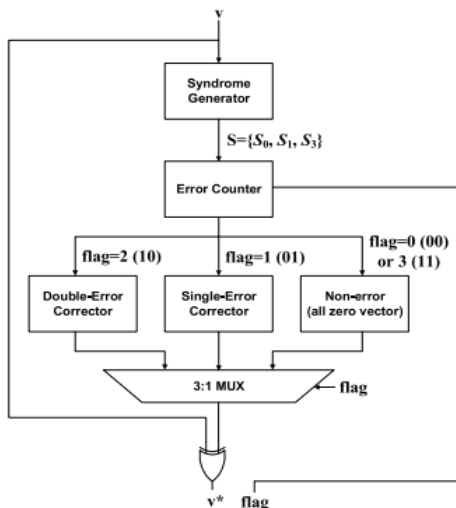 v
Syndrome
Generator
S={S0, S1, S3}
Error Counter
flag=2 (10)
flag=1 (01)
flag=0 (00)
or 3 (11)
Double-Error
Corrector
Single-Error
Corrector
Non-error
(all zero vector)
3:1 MUX
flag
v*
flag